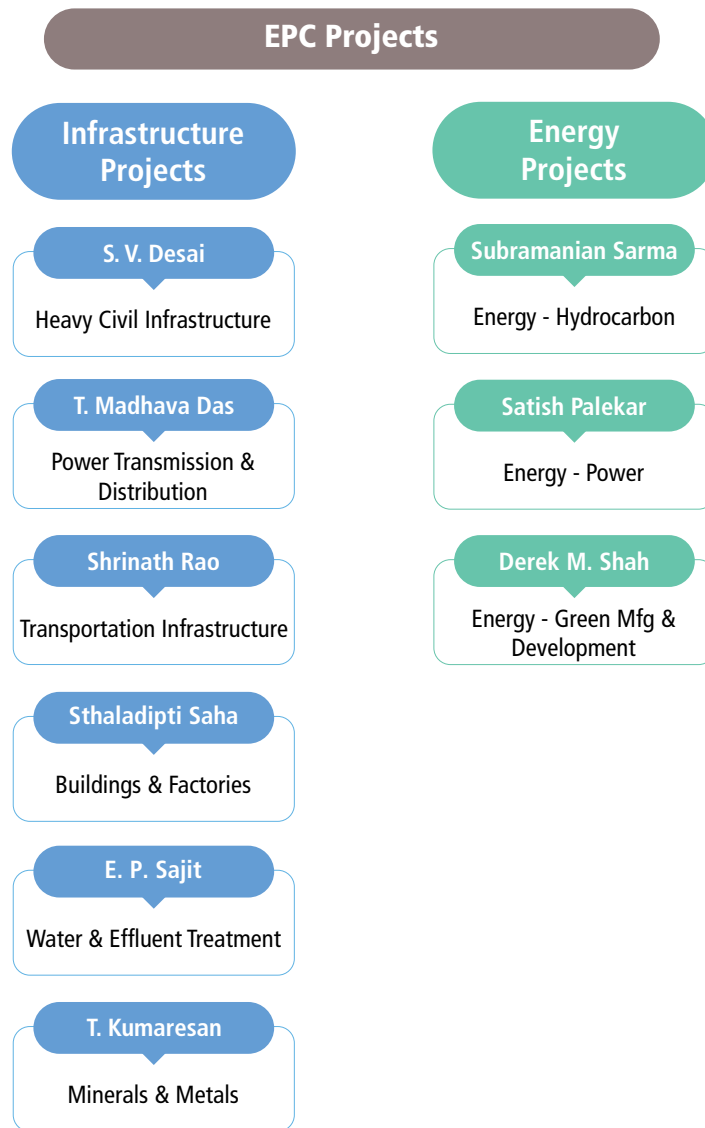 EPC Projects
Infrastructure
Projects
S. V. Desai
Heavy Civil Infrastructure
T. Madhava Das
Power Transmission &
Distribution
Shrinath Rao
Transportation Infrastructure
Sthaladipti Saha
Buildings & Factories
E. P. Sajit
Water & Effluent Treatment
T. Kumaresan
Minerals & Metals
Energy
Projects
Subramanian Sarma
Energy - Hydrocarbon
Satish Palekar
Energy - Power
Derek M. Shah
Energy - Green Mfg &
Development